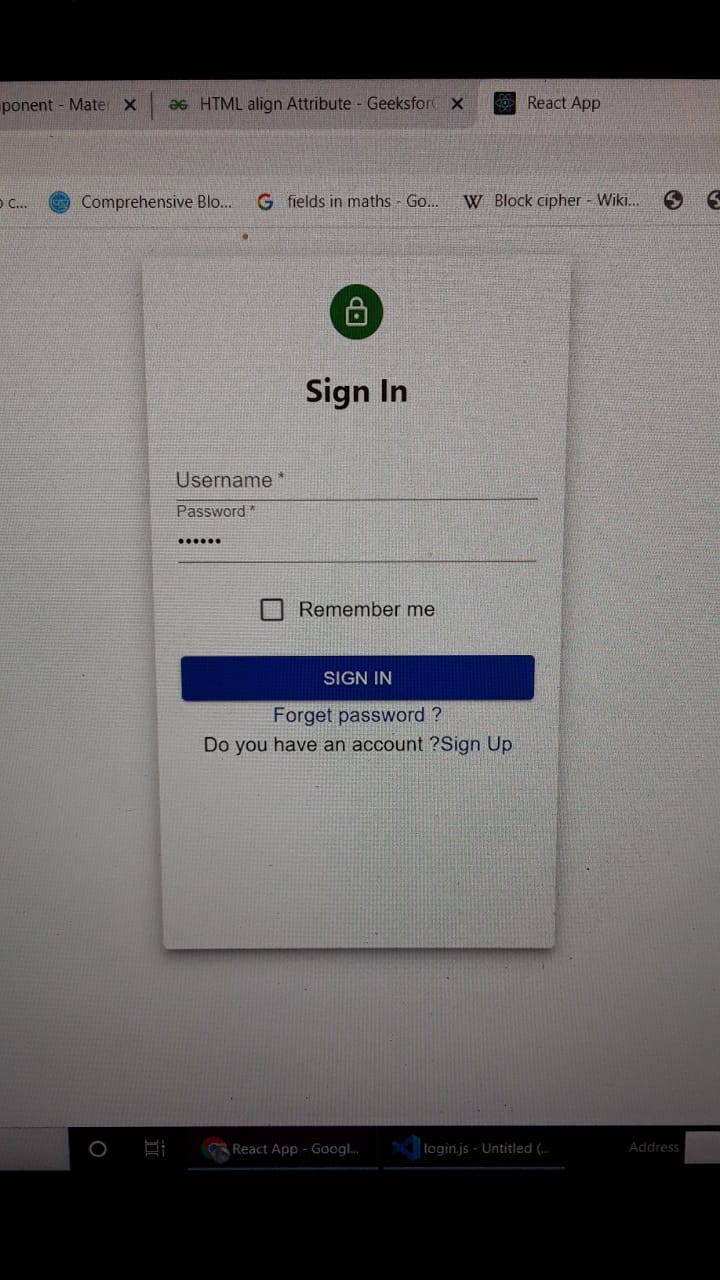 ponent - Mate
HTML align Attribute - Geeksfor
React App
c...
Comprehensive Blo...
fields in maths - Go...
W Block cipher - Wiki...
Sign In
Username *
Password *
••••••
Remember me
SIGN IN
Forget password ?
Do you have an account ?Sign Up
React App - Googl...
login.js - Untitled (...
Address